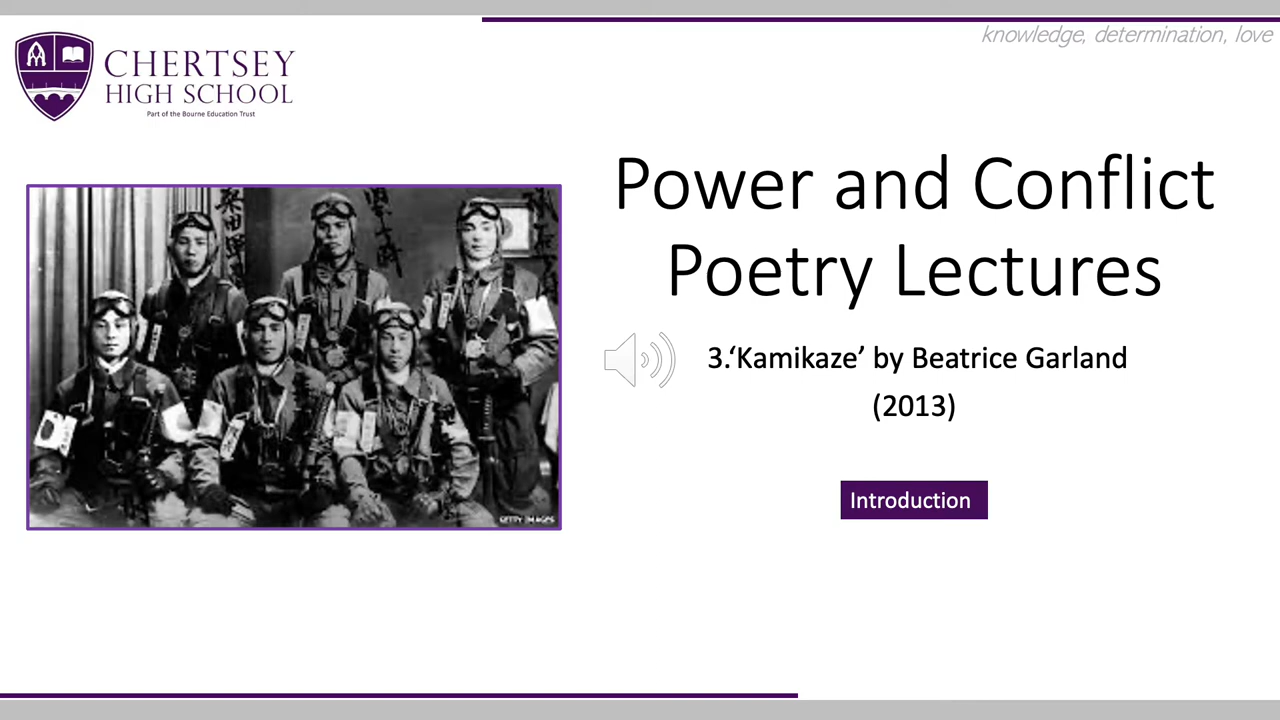 knowledge, determination, love
CHERTSEY
HIGH SCHOOL
Part of the Bourne Education Trust
Power and Conflict
Poetry Lectures
3.‘Kamikaze’ by Beatrice Garland
(2013)
Introduction
GETTY IMAGES